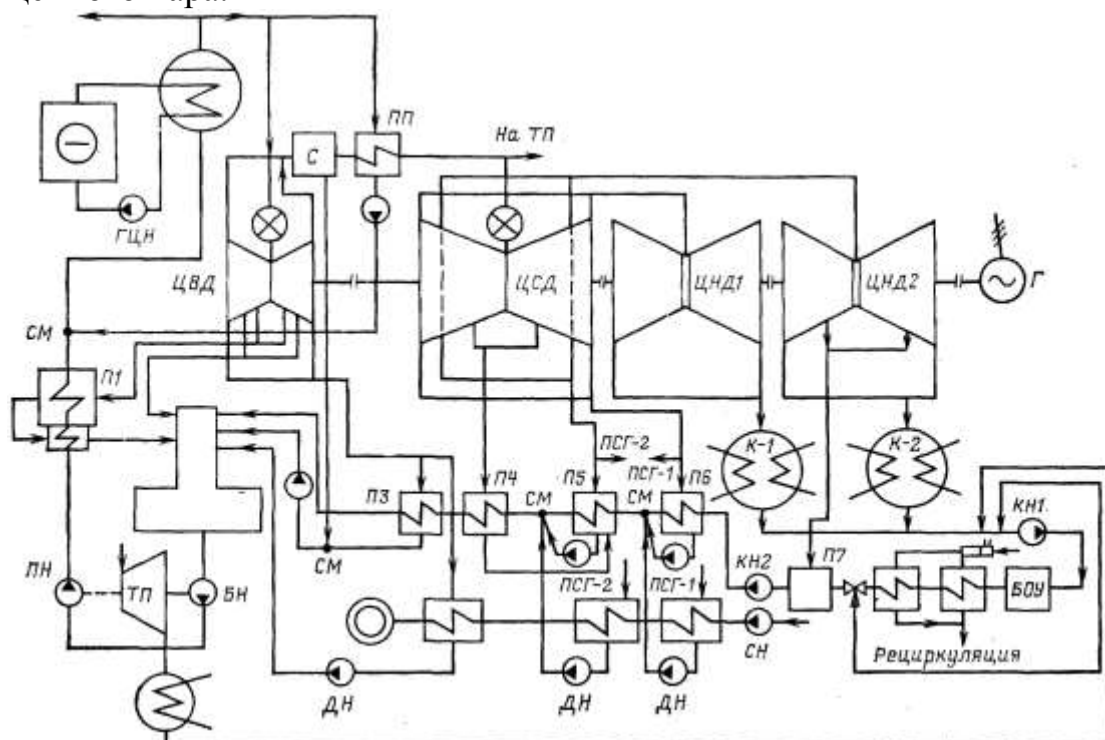 ПП
На ТП
С
ГЦН
ЦВД
ЦСД
ЦНД1
ЦНД2
Г
СМ
П1
К-1
К-2
ПСГ-2
ПСГ-1
П3
П4
СМ
П5
СМ
П6
КН1
СМ
КН2
П7
БОУ
ПН
ТП
БН
ПСГ-2
ПСГ-1
СН
Рециркуляция
ДН
ДН
ДН